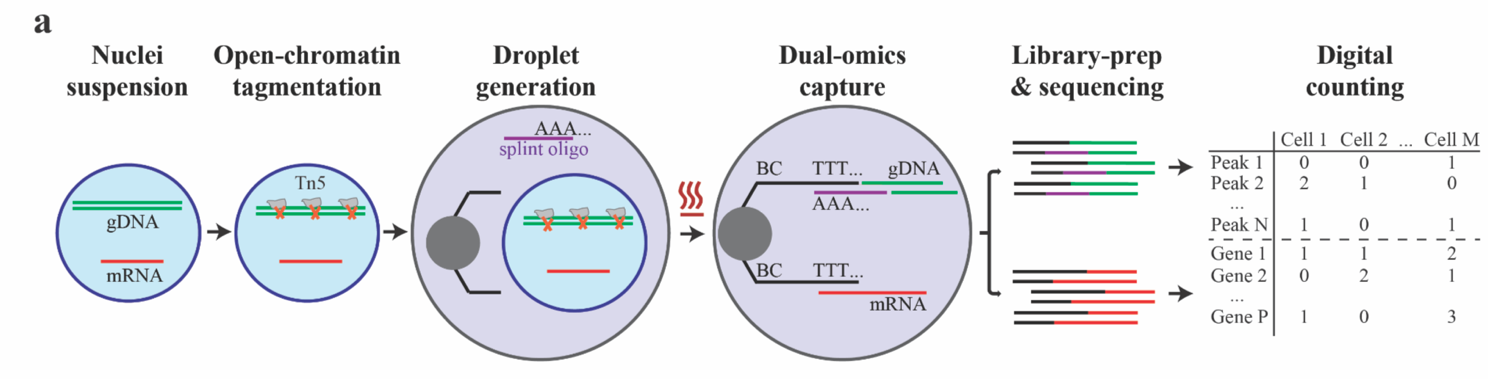 a
Nuclei
suspension
Open-chromatin
tagmentation
Droplet
generation
Dual-omics
capture
Library-prep
& sequencing
Digital
counting
gDNA
mRNA
Tn5
AAA...
splint oligo
BC TTT... gDNA
AAA...
BC TTT...
mRNA
Cell 1 Cell 2 ... Cell M
Peak 1 0 0 1
Peak 2 2 1 0
...
Peak N 1 0 1
Gene 1 1 1 2
Gene 2 0 2 1
...
Gene P 1 0 3